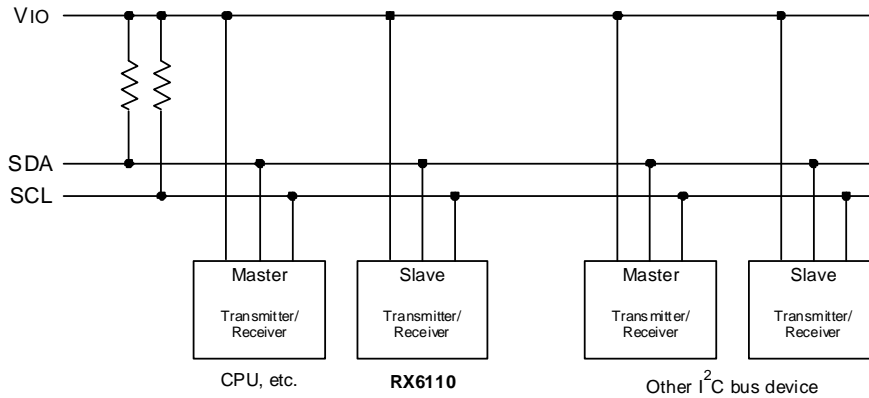 VIO
SDA
SCL
Master
Transmitter/
Receiver
Slave
Transmitter/
Receiver
Master
Transmitter/
Receiver
Slave
Transmitter/
Receiver
CPU, etc.
RX6110
Other I²C bus device